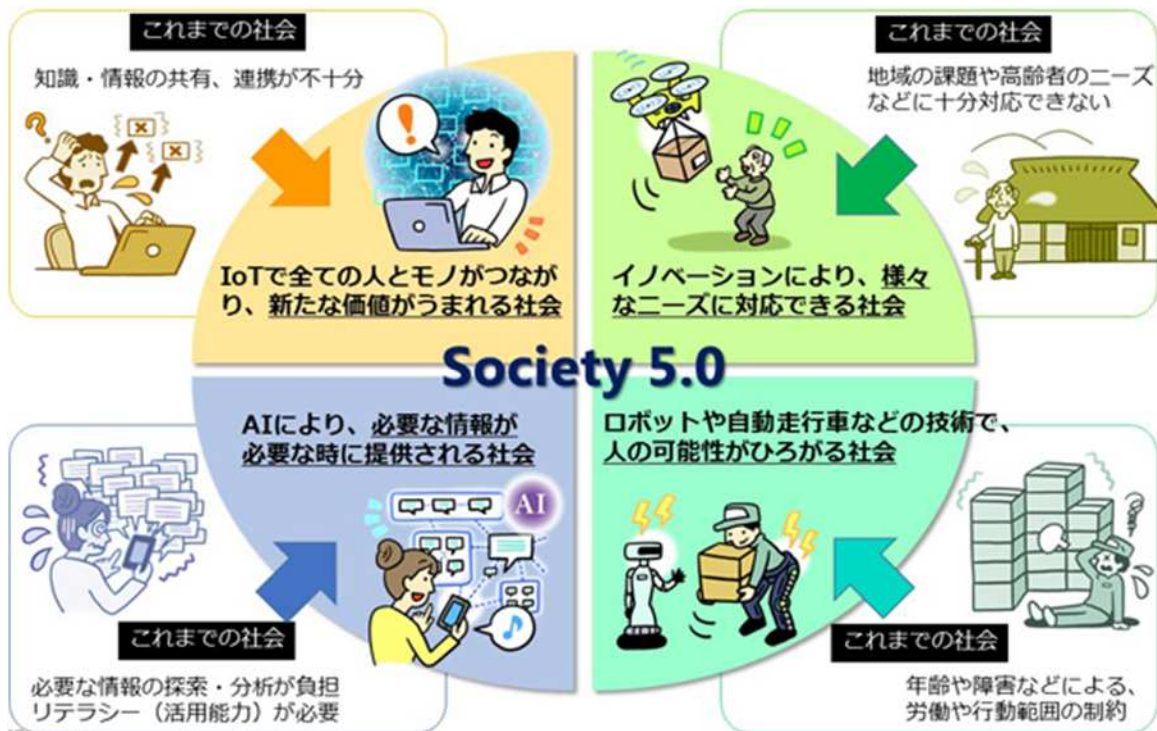 これまでの社会
知識・情報の共有、連携が不十分
IoTで全ての人とモノがつなが
り、新たな価値がうまれる社会
これまでの社会
地域の課題や高齢者のニーズ
などに十分対応できない
イノベーションにより、様々
なニーズに対応できる社会
Society 5.0
AIにより、必要な情報が
必要な時に提供される社会
AI
これまでの社会
必要な情報の探索・分析が負担
リテラシー（活用能力）が必要
ロボットや自動走行車などの技術で、
人の可能性がひろがる社会
これまでの社会
年齢や障害などによる、
労働や行動範囲の制約